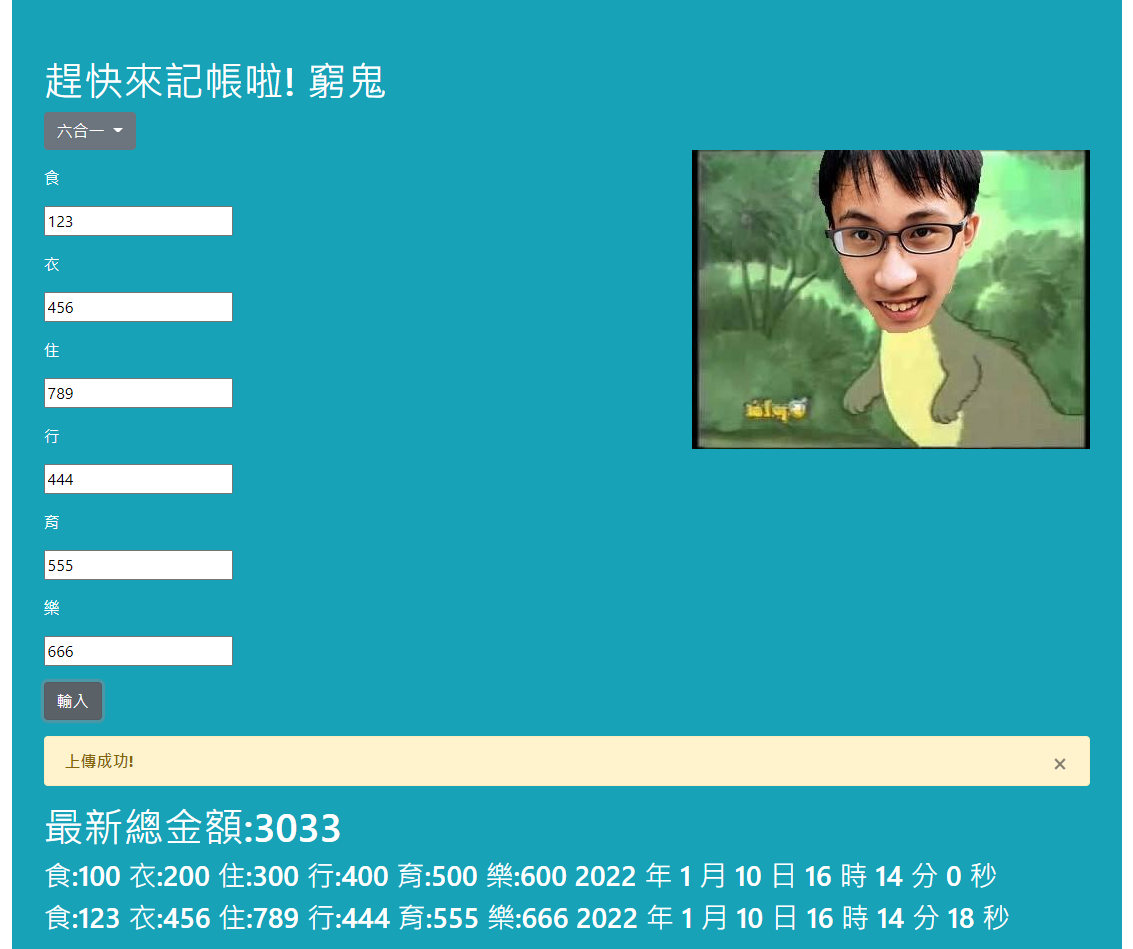 趕快來記帳啦! 窮鬼
六合一
食
123
衣
456
住
789
行
444
育
555
樂
666
輸入
上傳成功!
×
最新總金額:3033
食:100 衣:200 住:300 行:400 育:500 樂:600 2022 年 1 月 10 日 16 時 14 分 0 秒
食:123 衣:456 住:789 行:444 育:555 樂:666 2022 年 1 月 10 日 16 時 14 分 18 秒